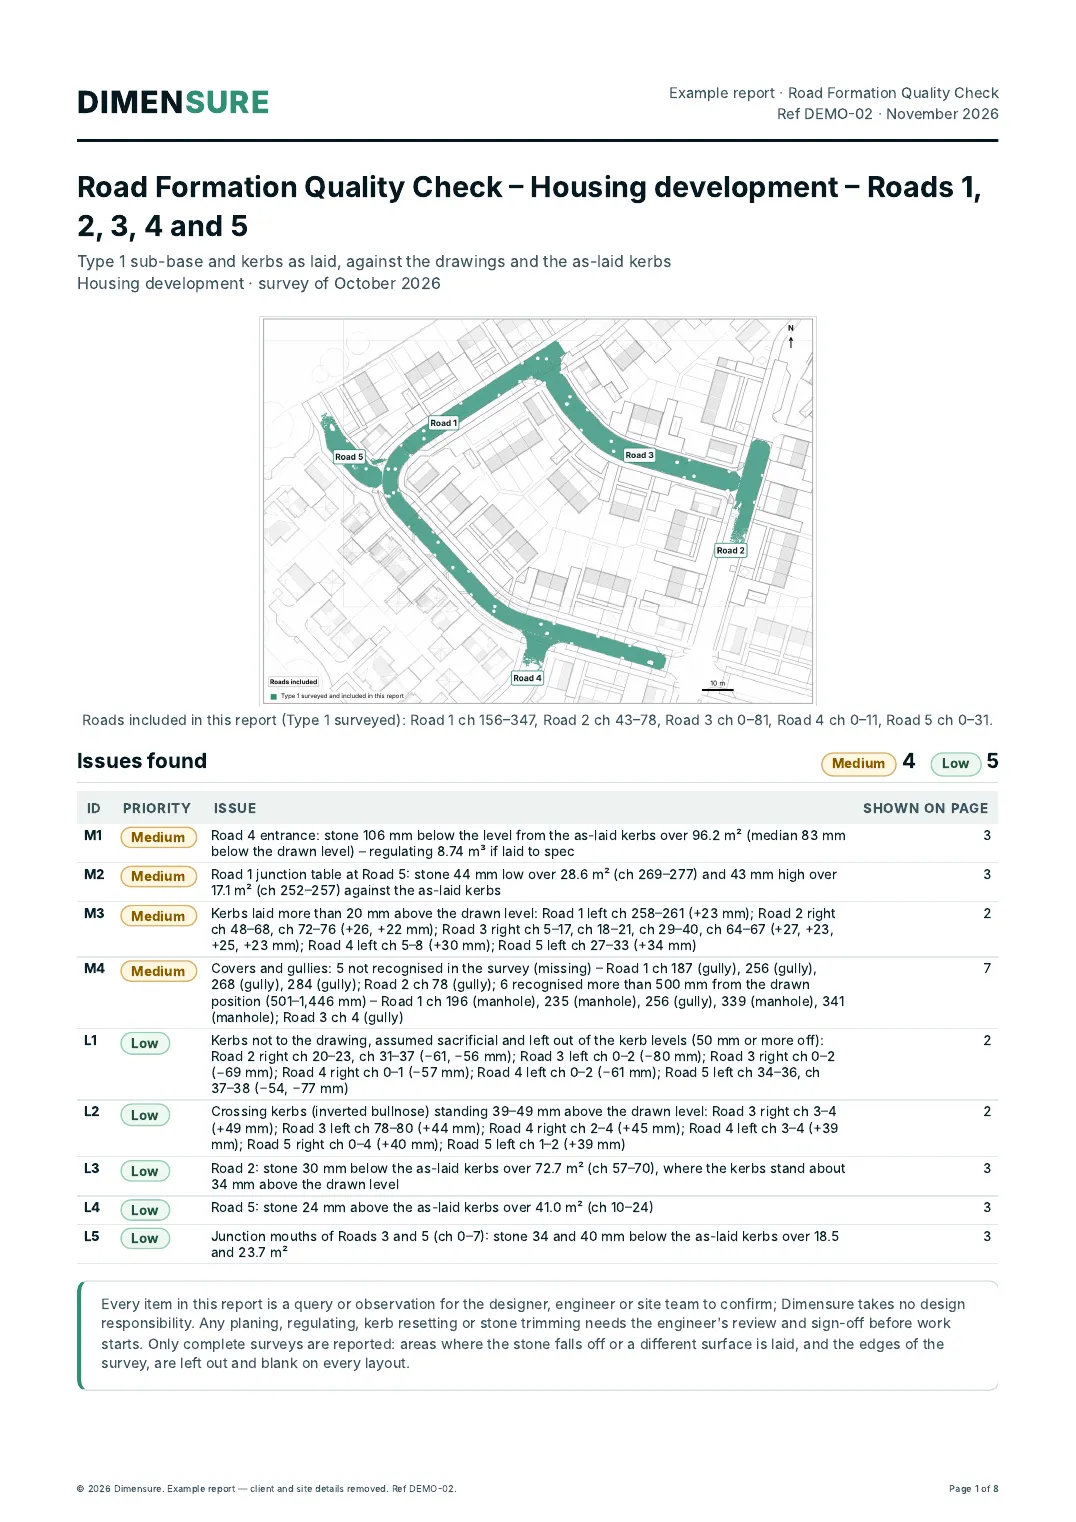 DIMENSURE
Example report · Road Formation Quality Check
Ref DEMO-02 · November 2026
Road Formation Quality Check – Housing development – Roads 1,
2, 3, 4 and 5
Type 1 sub-base and kerbs as laid, against the drawings and the as-laid kerbs
Housing development · survey of October 2026
N
Road 1
Road 5
Road 3
Road 2
Road 4
Roads included
Type 1 surveyed and included in this report
10 m
Roads included in this report (Type 1 surveyed): Road 1 ch 156–347, Road 2 ch 43–78, Road 3 ch 0–81, Road 4 ch 0–11, Road 5 ch 0–31.
Issues found
Medium 4 Low 5
ID PRIORITY ISSUE SHOWN ON PAGE
M1 Medium Road 4 entrance: stone 106 mm below the level from the as-laid kerbs over 96.2 m² (median 83 mm 3
below the drawn level) – regulating 8.74 m³ if laid to spec
M2 Medium Road 1 junction table at Road 5: stone 44 mm low over 28.6 m² (ch 269–277) and 43 mm high over 3
17.1 m² (ch 252–257) against the as-laid kerbs
M3 Medium Kerbs laid more than 20 mm above the drawn level: Road 1 left ch 258–261 (+23 mm); Road 2 right 2
ch 48–68, ch 72–76 (+26, +22 mm); Road 3 right ch 5–17, ch 18–21, ch 29–40, ch 64–67 (+27, +23,
+25, +23 mm); Road 4 left ch 5–8 (+30 mm); Road 5 left ch 27–33 (+34 mm)
M4 Medium Covers and gullies: 5 not recognised in the survey (missing) – Road 1 ch 187 (gully), 256 (gully), 7
268 (gully), 284 (gully); Road 2 ch 78 (gully); 6 recognised more than 500 mm from the drawn
position (501–1,446 mm) – Road 1 ch 196 (manhole), 235 (manhole), 256 (gully), 339 (manhole), 341
(manhole); Road 3 ch 4 (gully)
L1 Low Kerbs not to the drawing, assumed sacrificial and left out of the kerb levels (50 mm or more off): 2
Road 2 right ch 20–23, ch 31–37 (−61, −56 mm); Road 3 left ch 0–2 (−80 mm); Road 3 right ch 0–2
(−69 mm); Road 4 right ch 0–1 (−57 mm); Road 4 left ch 0–2 (−61 mm); Road 5 left ch 34–36, ch
37–38 (−54, −77 mm)
L2 Low Crossing kerbs (inverted bullnose) standing 39–49 mm above the drawn level: Road 3 right ch 3–4 2
(+49 mm); Road 3 left ch 78–80 (+44 mm); Road 4 right ch 2–4 (+45 mm); Road 4 left ch 3–4 (+39
mm); Road 5 right ch 0–4 (+40 mm); Road 5 left ch 1–2 (+39 mm)
L3 Low Road 2: stone 30 mm below the as-laid kerbs over 72.7 m² (ch 57–70), where the kerbs stand about 3
34 mm above the drawn level
L4 Low Road 5: stone 24 mm above the as-laid kerbs over 41.0 m² (ch 10–24) 3
L5 Low Junction mouths of Roads 3 and 5 (ch 0–7): stone 34 and 40 mm below the as-laid kerbs over 18.5 3
and 23.7 m²
Every item in this report is a query or observation for the designer, engineer or site team to confirm; Dimensure takes no design
responsibility. Any planing, regulating, kerb resetting or stone trimming needs the engineer's review and sign-off before work
starts. Only complete surveys are reported: areas where the stone falls off or a different surface is laid, and the edges of the
survey, are left out and blank on every layout.
© 2026 Dimensure. Example report — client and site details removed. Ref DEMO-02.
Page 1 of 8